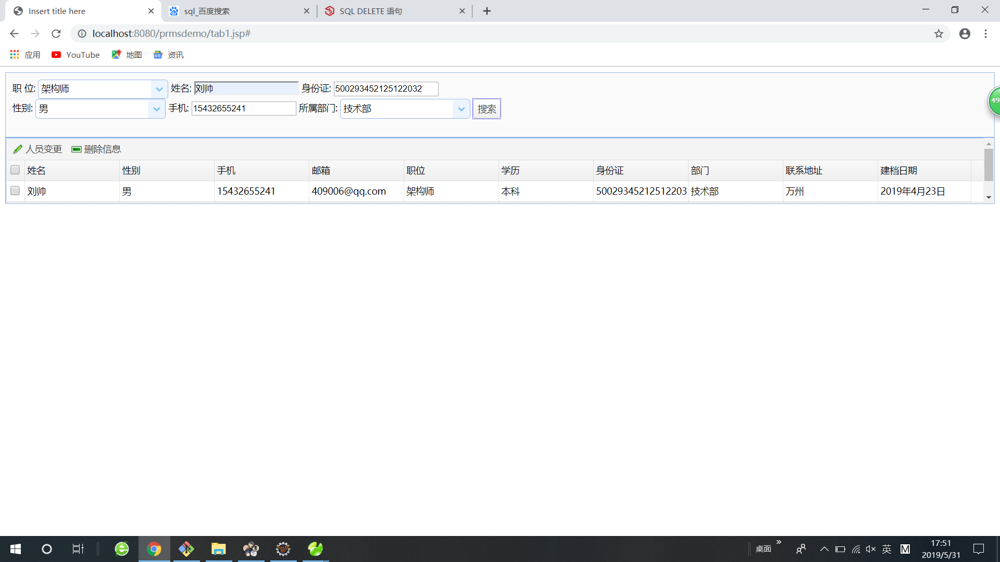 Insert title here
sql_百度搜索
SQL DELETE 语句
localhost:8080/prmsdemo/tab1.jsp#
应用 YouTube 地图 资讯
职 位: 架构师 姓名: 刘帅 身份证: 500293452125122032
性别: 男 手机: 15432655241 所属部门: 技术部 搜索
49
人员变更 删除信息
姓名 性别 手机 邮箱 职位 学历 身份证 部门 联系地址 建档日期
刘帅 男 15432655241 409006@qq.com 架构师 本科 50029345212512203 技术部 万州 2019年4月23日
桌面
英
M
17:51
2019/5/31